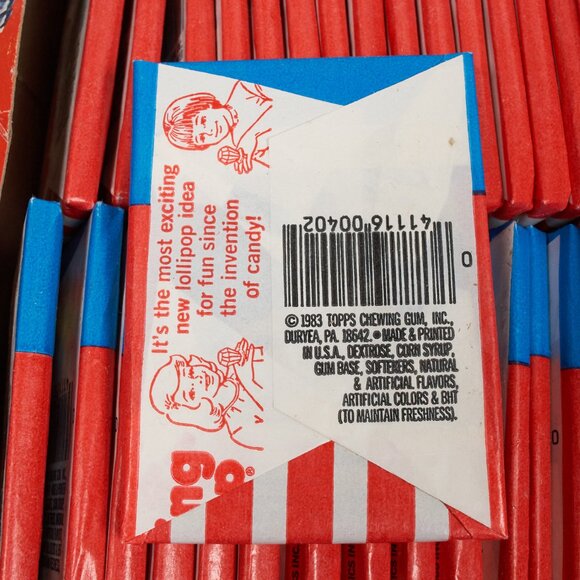 It's the most exciting
new lollipop idea
for fun since
the invention
of candy!
41116 00402
0
© 1983 TOPPS CHEWING GUM, INC.,
DURYEA, PA. 18642. • MADE & PRINTED
IN U.S.A., DEXTROSE, CORN SYRUP,
GUM BASE, SOFTENERS, NATURAL
& ARTIFICIAL FLAVORS,
ARTIFICIAL COLORS & BHT
(TO MAINTAIN FRESHNESS).
ng
p®